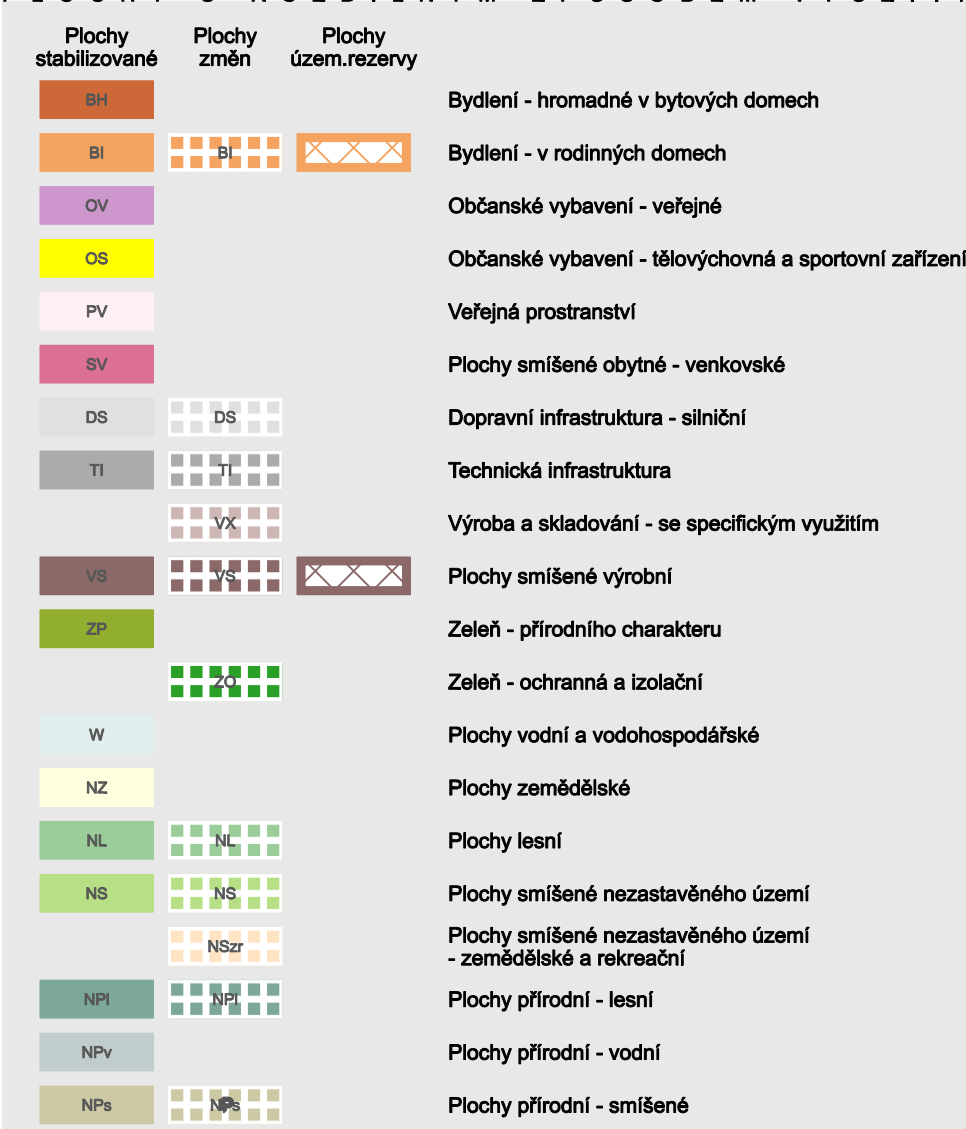 Plochy stabilizované Plochy změn Plochy územ.rezervy
BH Bydlení - hromadné v bytových domech
BI BI Bydlení - v rodinných domech
OV Občanské vybavení - veřejné
OS Občanské vybavení - tělovýchovná a sportovní zařízení
PV Veřejná prostranství
SV Plochy smíšené obytné - venkovské
DS DS Dopravní infrastruktura - silniční
TI TI Technická infrastruktura
VX Výroba a skladování - se specifickým využitím
VS VS Plochy smíšené výrobní
ZP Zeleň - přírodního charakteru
ZO Zeleň - ochranná a izolační
W Plochy vodní a vodohospodářské
NZ Plochy zemědělské
NL NL Plochy lesní
NS NS Plochy smíšené nezastavěného území
NSzr Plochy smíšené nezastavěného území
- zemědělské a rekreační
NPl NPl Plochy přírodní - lesní
NPv Plochy přírodní - vodní
NPs Plochy přírodní - smíšené